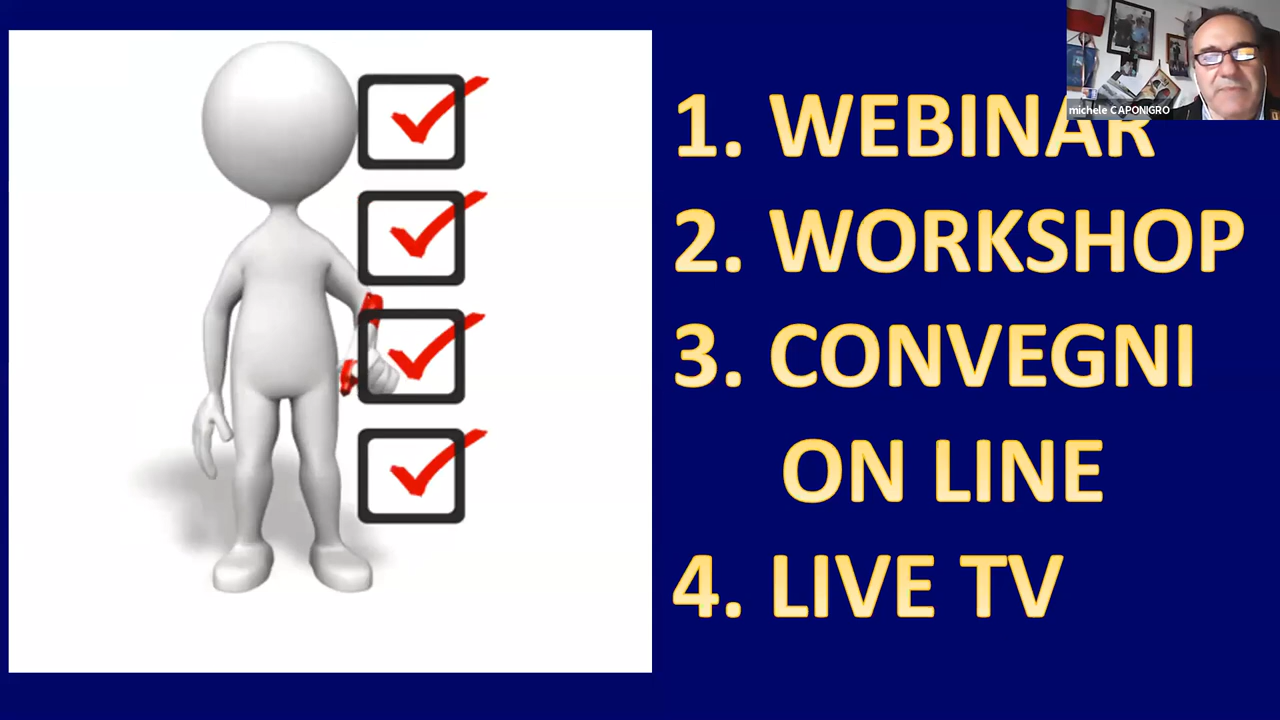 michele CAPONIGRO
1. WEBINAR
2. WORKSHOP
3. CONVEGNI
ON LINE
4. LIVE TV